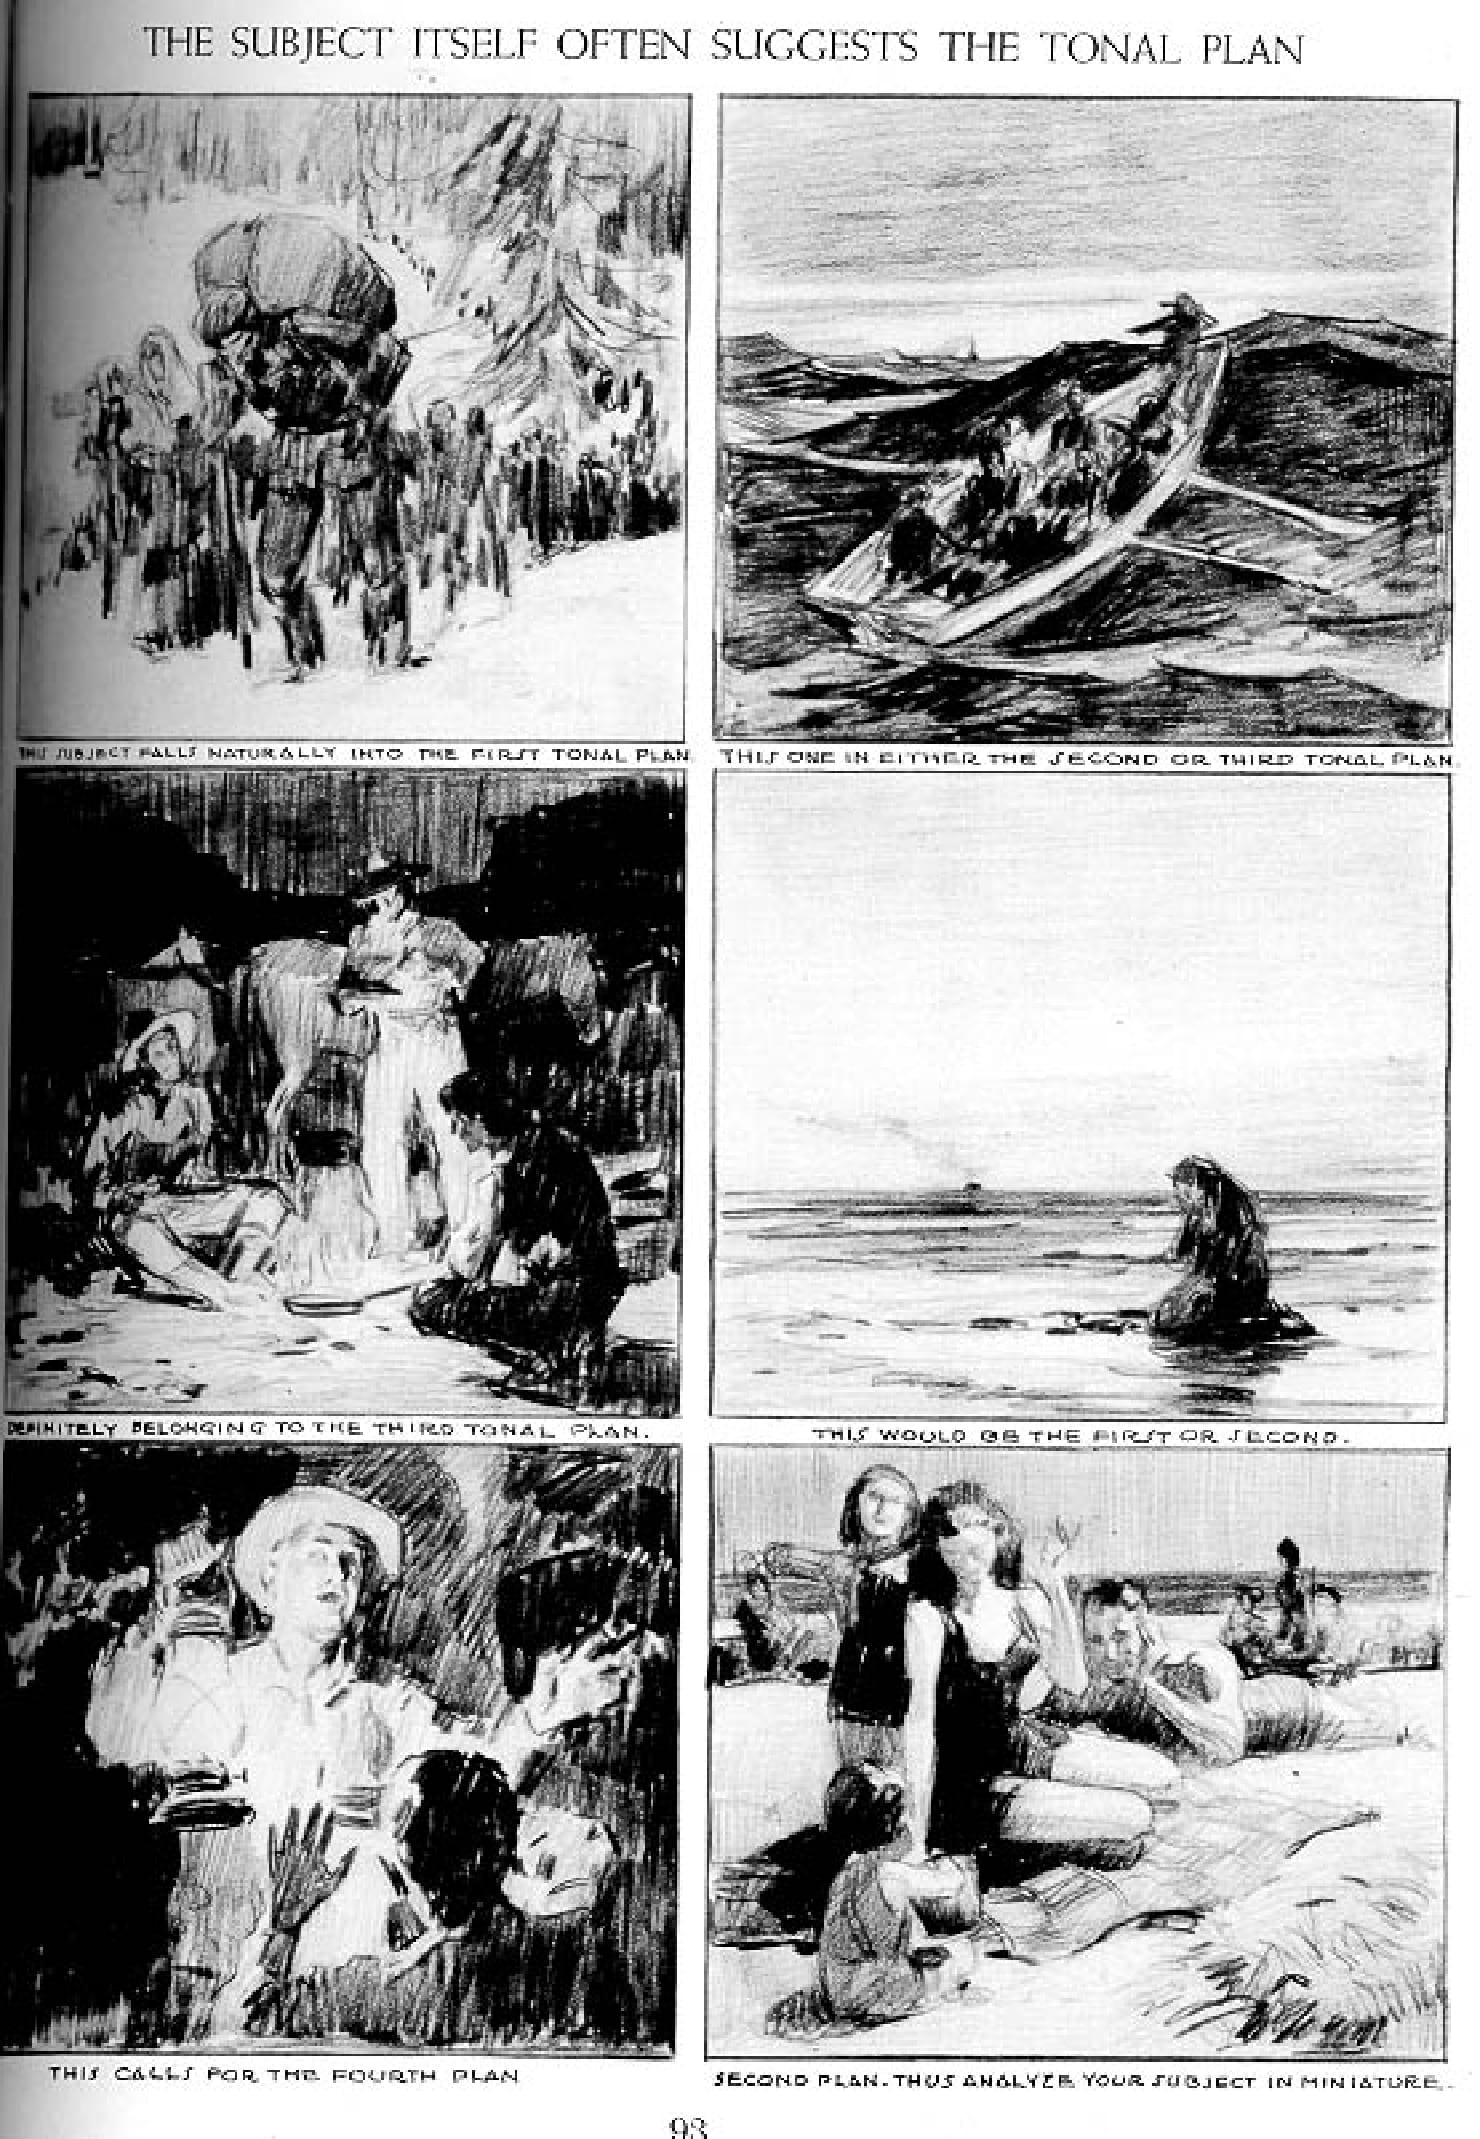 THE SUBJECT ITSELF OFTEN SUGGESTS THE TONAL PLAN
THIS SUBJECT FALLS NATURALLY INTO THE FIRST TONAL PLAN
THIS ONE IN EITHER THE SECOND OR THIRD TONAL PLAN.
DEFINITELY BELONGING TO THE THIRD TONAL PLAN.
THIS WOULD BE THE FIRST OR SECOND.
THIS CALLS FOR THE FOURTH PLAN
SECOND PLAN. THUS ANALYZE YOUR SUBJECT IN MINIATURE.
93